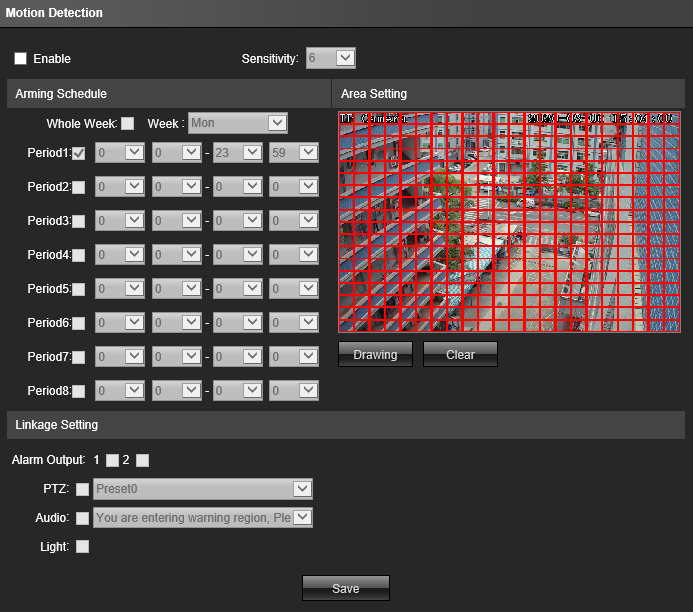 Motion Detection
Enable Sensitivity: 6
Arming Schedule Area Setting
Whole Week: Week : Mon
Period1: 0 0 - 23 59
Period2: 0 0 - 0 0
Period3: 0 0 - 0 0
Period4: 0 0 - 0 0
Period5: 0 0 - 0 0
Period6: 0 0 - 0 0
Period7: 0 0 - 0 0
Period8: 0 0 - 0 0
Drawing Clear
Linkage Setting
Alarm Output: 1 2
PTZ: Preset0
Audio: You are entering warning region, Ple
Light:
Save